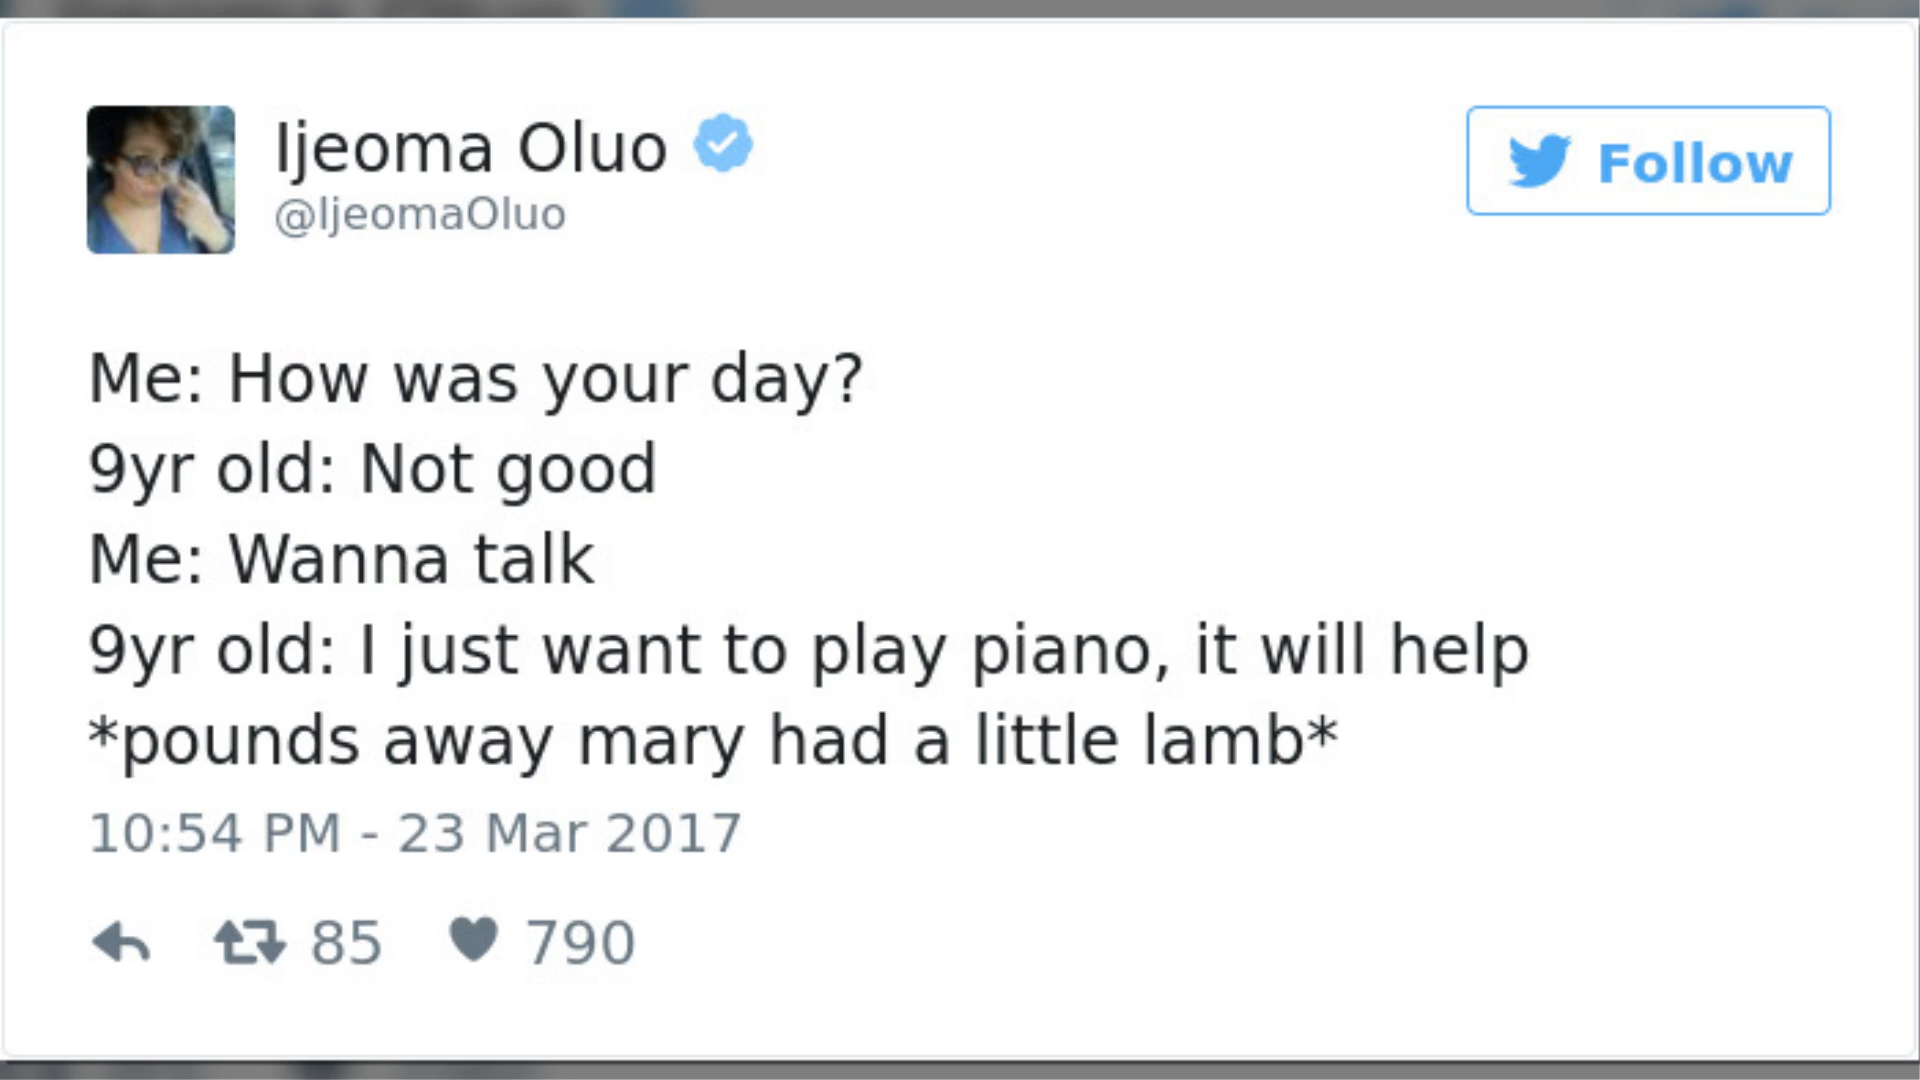 Ijeoma Oluo
@IjeomaOluo
Follow
Me: How was your day?
9yr old: Not good
Me: Wanna talk
9yr old: I just want to play piano, it will help
*pounds away mary had a little lamb*
10:54 PM - 23 Mar 2017
85 790